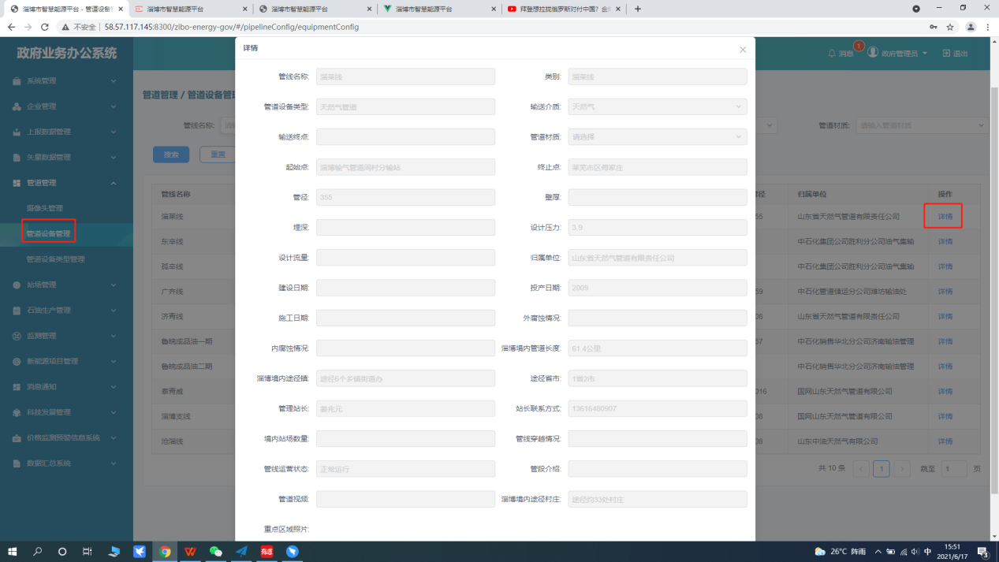 淄博市智慧能源平台 - 管道设备管
淄博市智慧能源平台
淄博市智慧能源平台
淄博市智慧能源平台
拜登想拉拢俄罗斯对付中国?
不安全 | 58.57.117.145:8300/zibo-energy-gov/#/pipelineConfig/equipmentConfig
政府业务办公系统
消息
1
政府管理员
退出
系统管理
企业管理
上报数据管理
矢量数据管理
管道管理
摄像头管理
管道设备管理
管道设备类型管理
站场管理
石油生产管理
监测管理
新能源项目管理
消息通知
科技发展管理
价格监测预警信息系统
数据汇总系统
管道管理 / 管道设备管理
管线名称:
管道材质: 请输入管道材质
搜索
重置
管线名称
归属单位
操作
淄莱线
山东省天然气管道有限责任公司
详情
东辛线
中石化集团公司胜利分公司油气集输
详情
孤辛线
中石化集团公司胜利分公司油气集输
详情
广齐线
中石化管道储运分公司潍坊输油处
详情
济青线
山东省天然气管道有限责任公司
详情
鲁皖成品油一期
中石化销售华北分公司济南输油管理
详情
鲁皖成品油二期
中石化销售华北分公司济南输油管理
详情
泰青威
国网山东天然气管道有限公司
详情
淄博支线
国网山东天然气管道有限公司
详情
沧淄线
山东中油天然气有限公司
详情
共 10 条
1
跳至 1 页
详情
管线名称: 淄莱线
类别: 淄莱线
管道设备类型: 天然气管道
输送介质: 天然气
输送终点:
管道材质: 请选择
起始点: 淄博输气管道周村分输站
终止点: 莱芜市区傅家庄
管径: 355
壁厚:
埋深:
设计压力: 3.9
设计流量:
归属单位: 山东省天然气管道有限责任公司
建设日期:
投产日期: 2009
施工日期:
外腐蚀情况:
内腐蚀情况:
淄博境内管道长度: 61.4公里
淄博境内途径镇: 途径6个乡镇街道办
途径省市: 1省2市
管理站长: 姜兆元
站长联系方式: 13616480907
境内站场数量:
管线穿越情况:
管线运营状态: 正常运行
管段介绍:
管道视频:
淄博境内途径村庄: 途径约33处村庄
重点区域照片:
26°C 阵雨
中
15:51
2021/6/17
3